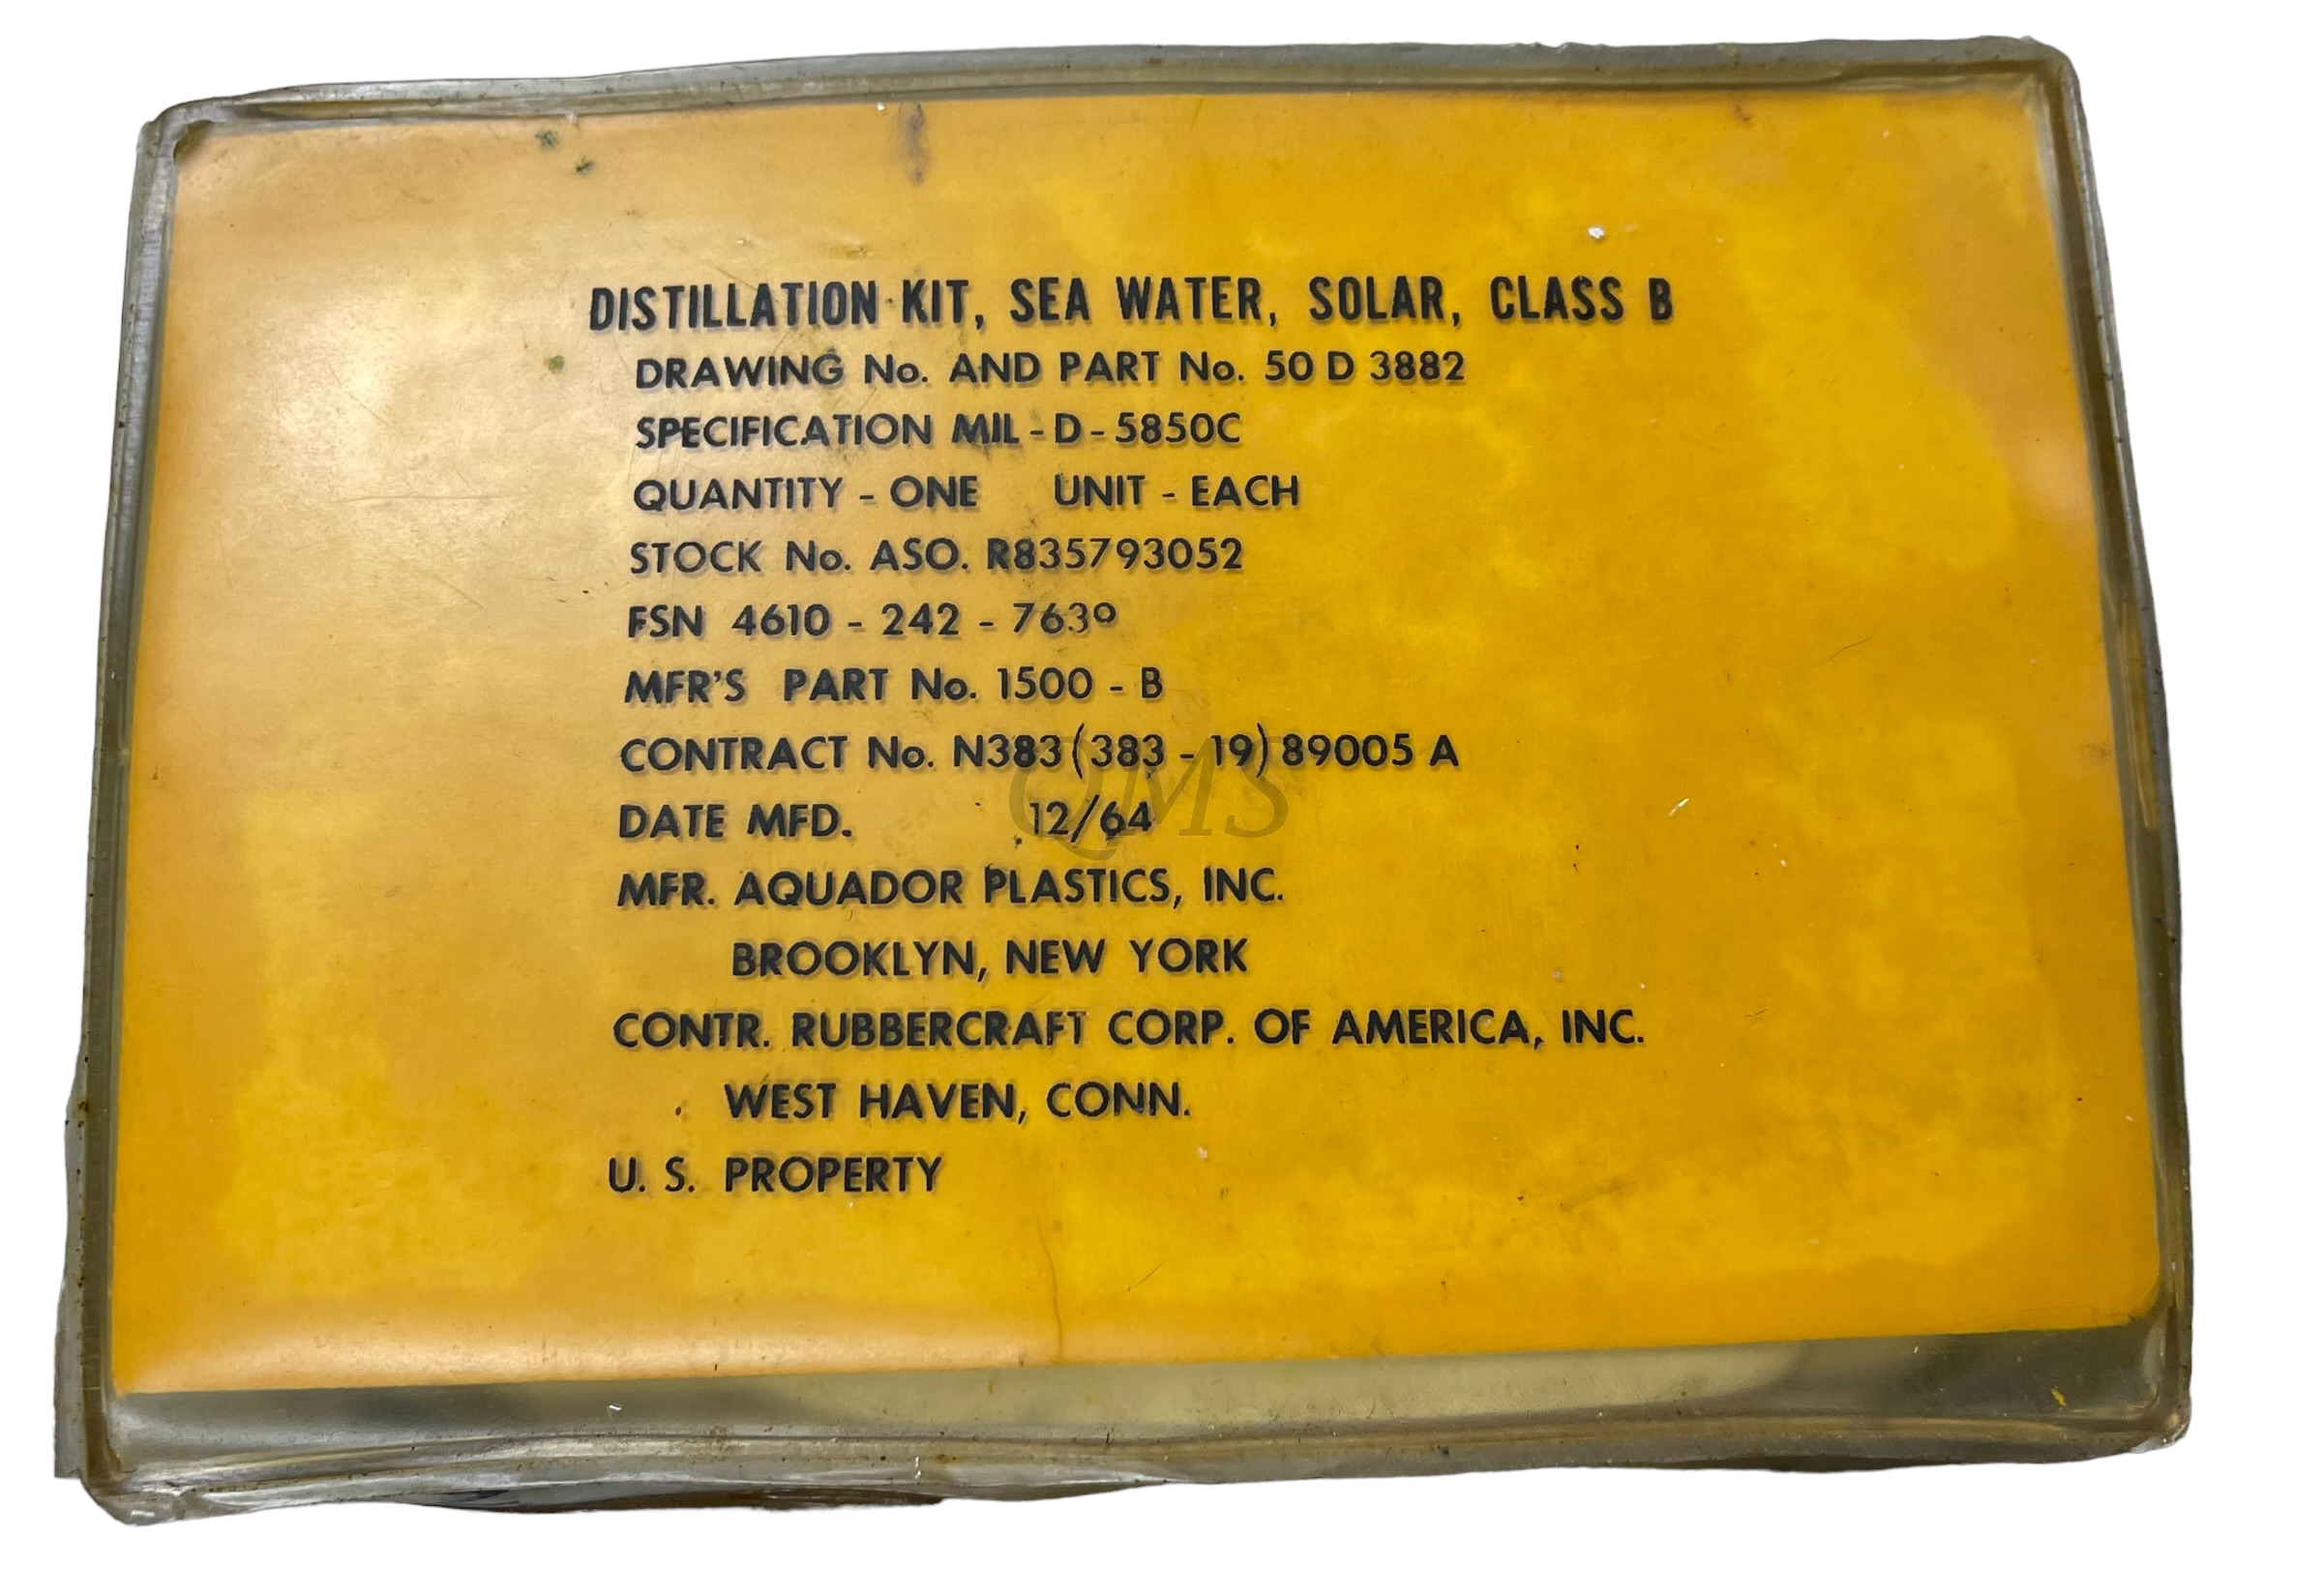 DISTILLATION KIT, SEA WATER, SOLAR, CLASS B
DRAWING No. AND PART No. 50 D 3882
SPECIFICATION MIL - D - 5850C
QUANTITY - ONE UNIT - EACH
STOCK No. ASO. R835793052
FSN 4610 - 242 - 7630
MFR'S PART No. 1500 - B
CONTRACT No. N383 (383 - 19) 89005 A
DATE MFD. 12/64
QMS
MFR. AQUADOR PLASTICS, INC.
BROOKLYN, NEW YORK
CONTR. RUBBERCRAFT CORP. OF AMERICA, INC.
WEST HAVEN, CONN.
U. S. PROPERTY